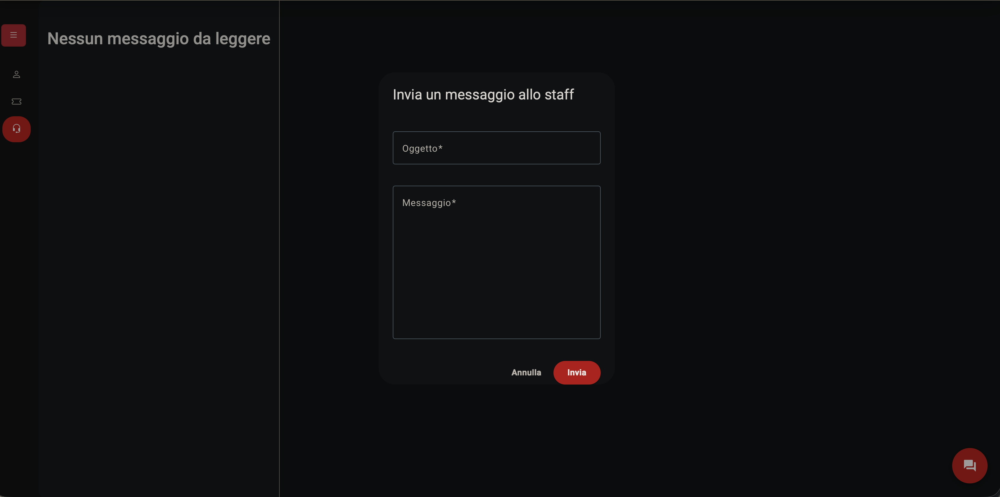 Nessun messaggio da leggere
Invia un messaggio allo staff
Oggetto*
Messaggio*
Annulla
Invia